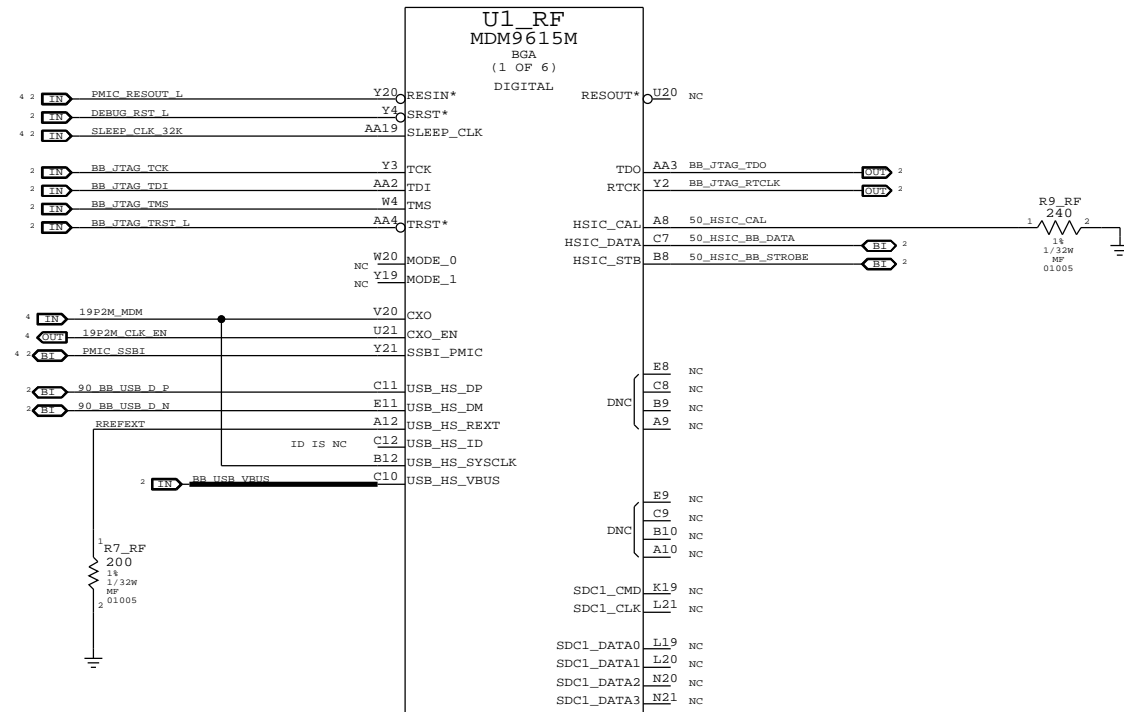 U1_RF
MDM9615M
BGA
(1 OF 6)
DIGITAL
4 2 IN PMIC_RESOUT_L Y20 RESIN*
2 IN DEBUG_RST_L Y4 SRST*
4 2 IN SLEEP_CLK_32K AA19 SLEEP_CLK
2 IN BB_JTAG_TCK Y3 TCK
2 IN BB_JTAG_TDI AA2 TDI
2 IN BB_JTAG_TMS W4 TMS
2 IN BB_JTAG_TRST_L AA4 TRST*
NC W20 MODE_0
NC Y19 MODE_1
4 IN 19P2M_MDM V20 CXO
4 OUT 19P2M_CLK_EN U21 CXO_EN
4 2 BI PMIC_SSBI Y21 SSBI_PMIC
2 BI 90_BB_USB_D_P C11 USB_HS_DP
2 BI 90_BB_USB_D_N E11 USB_HS_DM
RREFEXT A12 USB_HS_REXT
ID IS NC C12 USB_HS_ID
B12 USB_HS_SYSCLK
2 IN BB_USB_VBUS C10 USB_HS_VBUS
1
R7_RF
200
1%
1/32W
MF
01005
2
RESOUT* U20 NC
TDO AA3 BB_JTAG_TDO OUT 2
RTCK Y2 BB_JTAG_RTCLK OUT 2
HSIC_CAL A8 50_HSIC_CAL
HSIC_DATA C7 50_HSIC_BB_DATA BI 2
HSIC_STB B8 50_HSIC_BB_STROBE BI 2
R9_RF
240
1 2
1%
1/32W
MF
01005
E8 NC
C8 NC
DNC
B9 NC
A9 NC
E9 NC
C9 NC
DNC
B10 NC
A10 NC
SDC1_CMD K19 NC
SDC1_CLK L21 NC
SDC1_DATA0 L19 NC
SDC1_DATA1 L20 NC
SDC1_DATA2 N20 NC
SDC1_DATA3 N21 NC